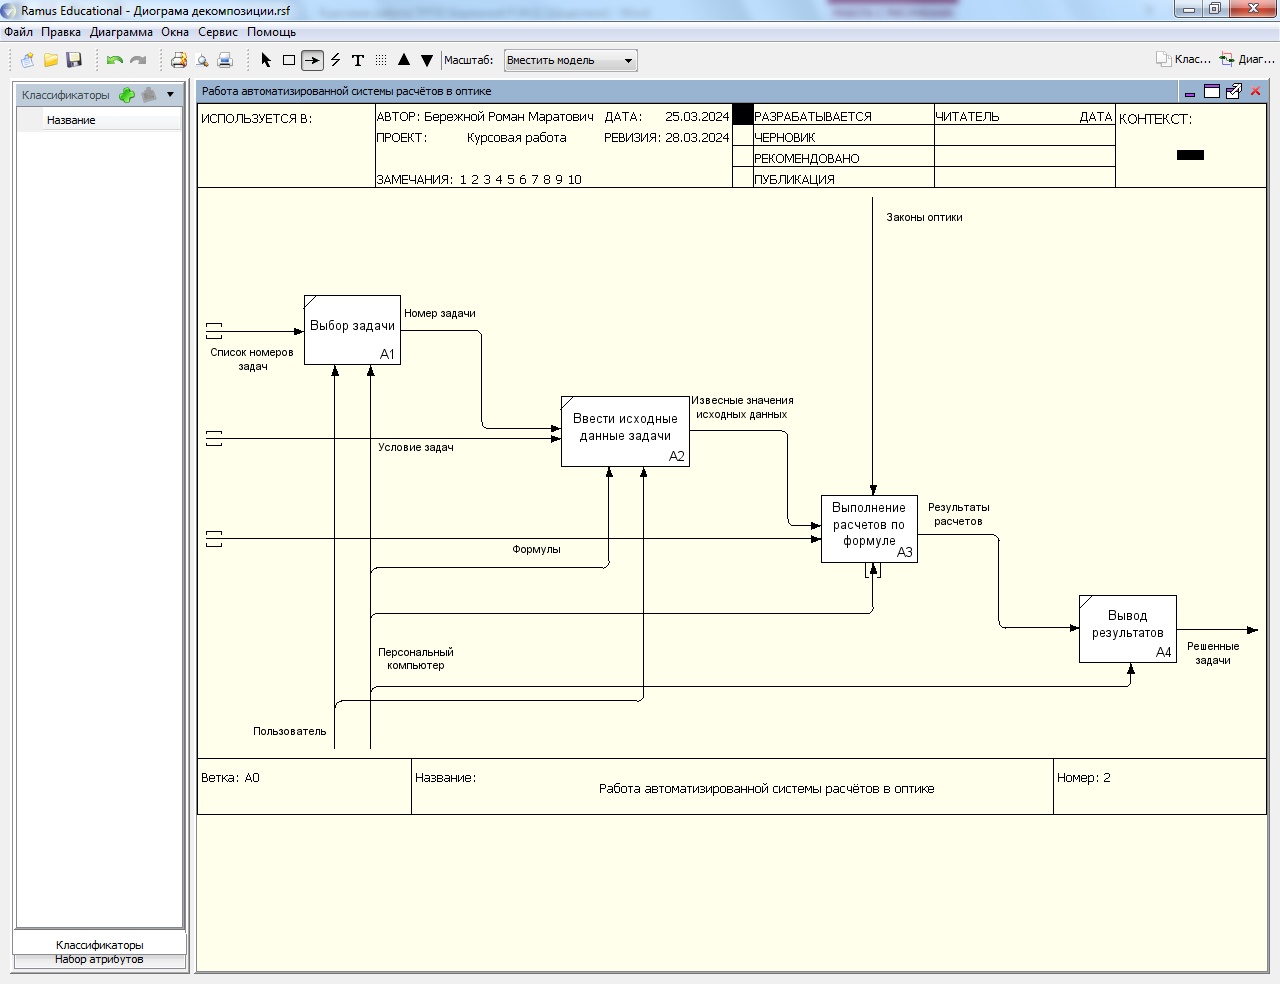 Ramus Educational - Диограма декомпозиции.rsf
Файл Правка Диаграмма Окна Сервис Помощь
Масштаб: Вместить модель
Клас... Диаг...
Классификаторы
Название
Работа автоматизированной системы расчётов в оптике
ИСПОЛЬЗУЕТСЯ В:
АВТОР: Бережной Роман Маратович ДАТА: 25.03.2024
ПРОЕКТ: Курсовая работа РЕВИЗИЯ: 28.03.2024
ЗАМЕЧАНИЯ: 1 2 3 4 5 6 7 8 9 10
РАЗРАБАТЫВАЕТСЯ
ЧЕРНОВИК
РЕКОМЕНДОВАНО
ПУБЛИКАЦИЯ
ЧИТАТЕЛЬ ДАТА
КОНТЕКСТ:
Законы оптики
Выбор задачи
A1
Номер задачи
Список номеров
задач
Ввести исходные
данные задачи
A2
Извесные значения
исходных данных
Условие задач
Выполнение
расчетов по
формуле
A3
Результаты
расчетов
Формулы
Вывод
результатов
A4
Решенные
задачи
Персональный
компьютер
Пользователь
Ветка: A0
Название:
Работа автоматизированной системы расчётов в оптике
Номер: 2
Классификаторы
Набор атрибутов